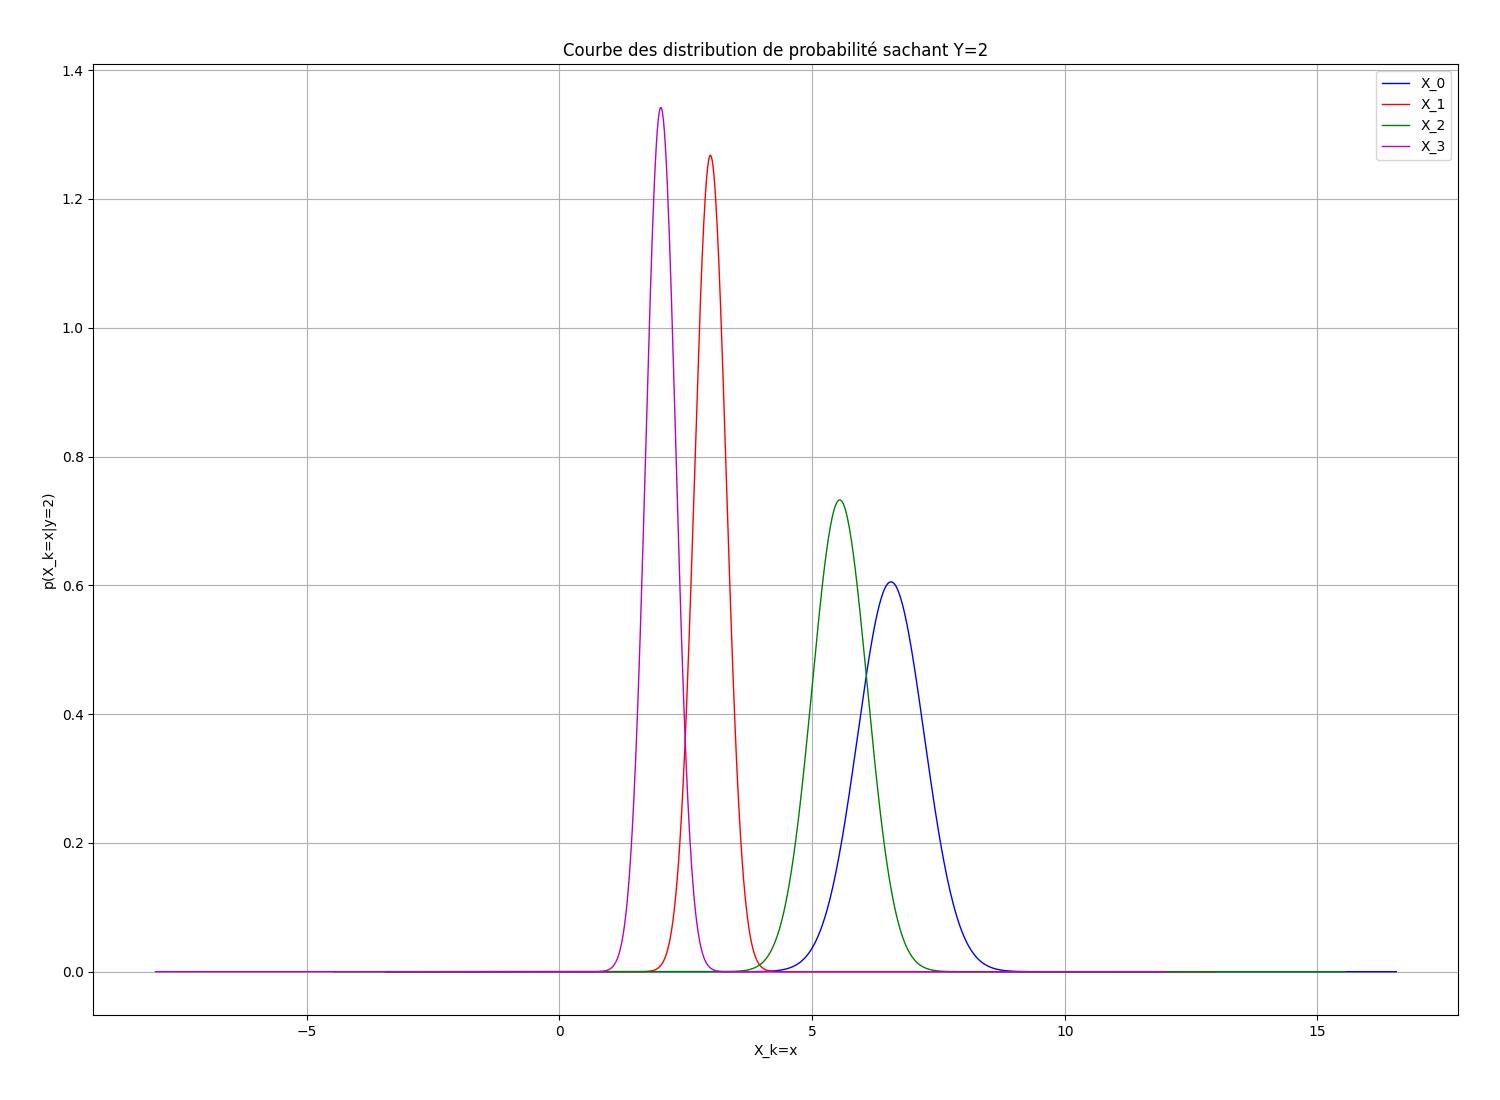 Courbe des distribution de probabilité sachant Y=2
X_0
X_1
X_2
X_3
1.4
1.2
1.0
0.8
0.6
0.4
0.2
0.0
p(X_k=x|y=2)
−5
0
5
10
15
X_k=x